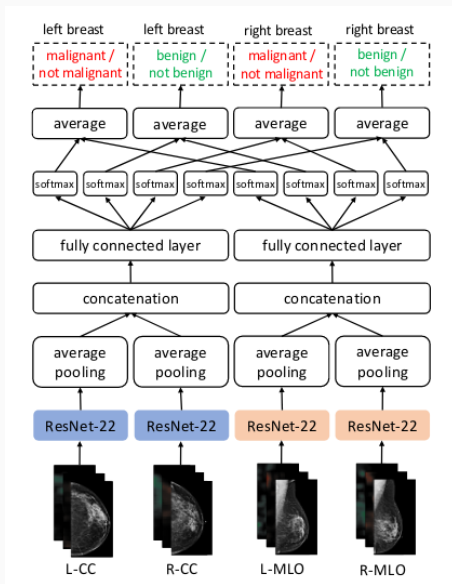 left breast left breast right breast right breast
malignant / benign / malignant / benign /
not malignant not benign not malignant not benign
average average average average
softmax softmax softmax softmax softmax softmax softmax softmax
fully connected layer fully connected layer
concatenation concatenation
average average average average
pooling pooling pooling pooling
ResNet-22 ResNet-22 ResNet-22 ResNet-22
L-CC R-CC L-MLO R-MLO